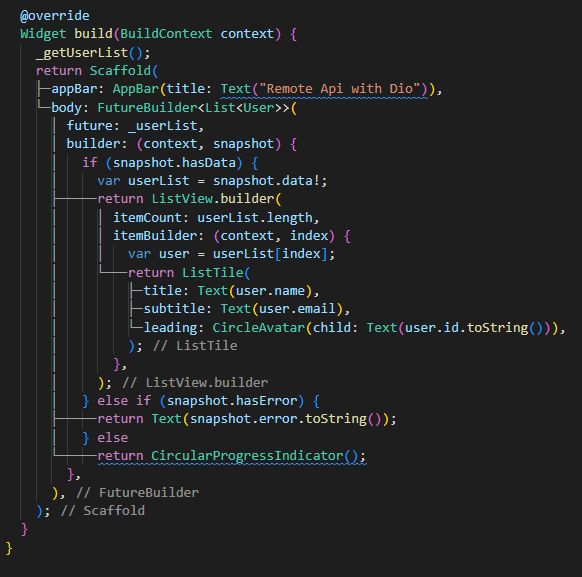 @override
Widget build(BuildContext context) {
_getUserList();
return Scaffold(
appBar: AppBar(title: Text("Remote Api with Dio")),
body: FutureBuilder<List<User>>(
future: _userList,
builder: (context, snapshot) {
if (snapshot.hasData) {
var userList = snapshot.data!;
return ListView.builder(
itemCount: userList.length,
itemBuilder: (context, index) {
var user = userList[index];
return ListTile(
title: Text(user.name),
subtitle: Text(user.email),
leading: CircleAvatar(child: Text(user.id.toString())),
); // ListTile
},
); // ListView.builder
} else if (snapshot.hasError) {
return Text(snapshot.error.toString());
} else
return CircularProgressIndicator();
},
), // FutureBuilder
); // Scaffold
}
}